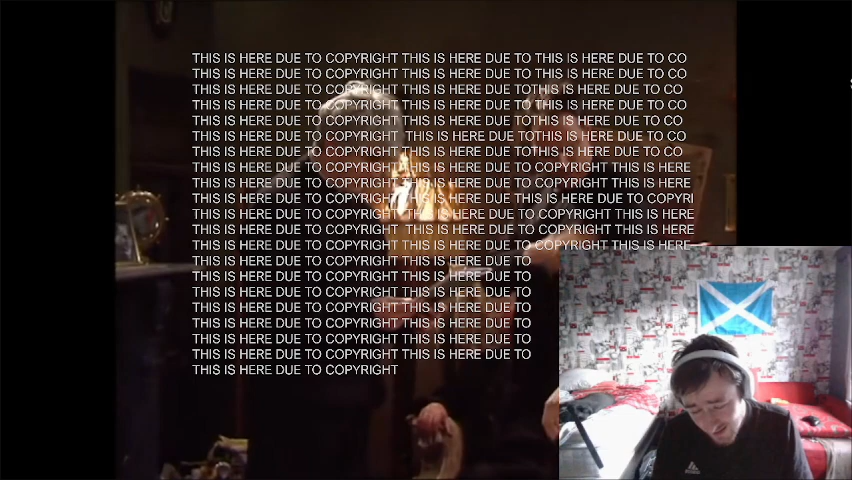 THIS IS HERE DUE TO COPYRIGHT THIS IS HERE DUE TO THIS IS HERE DUE TO CO
THIS IS HERE DUE TO COPYRIGHT THIS IS HERE DUE TO THIS IS HERE DUE TO CO
THIS IS HERE DUE TO COPYRIGHT THIS IS HERE DUE TOTHIS IS HERE DUE TO CO
THIS IS HERE DUE TO COPYRIGHT THIS IS HERE DUE TO THIS IS HERE DUE TO CO
THIS IS HERE DUE TO COPYRIGHT THIS IS HERE DUE TOTHIS IS HERE DUE TO CO
THIS IS HERE DUE TO COPYRIGHT  THIS IS HERE DUE TOTHIS IS HERE DUE TO CO
THIS IS HERE DUE TO COPYRIGHT THIS IS HERE DUE TOTHIS IS HERE DUE TO CO
THIS IS HERE DUE TO COPYRIGHT THIS IS HERE DUE TO COPYRIGHT THIS IS HERE
THIS IS HERE DUE TO COPYRIGHT THIS IS HERE DUE TO COPYRIGHT THIS IS HERE
THIS IS HERE DUE TO COPYRIGHT THIS IS HERE DUE THIS IS HERE DUE TO COPYRI
THIS IS HERE DUE TO COPYRIGHT  THIS IS HERE DUE TO COPYRIGHT THIS IS HERE
THIS IS HERE DUE TO COPYRIGHT  THIS IS HERE DUE TO COPYRIGHT THIS IS HERE
THIS IS HERE DUE TO COPYRIGHT THIS IS HERE DUE TO COPYRIGHT THIS IS HERE
THIS IS HERE DUE TO COPYRIGHT THIS IS HERE DUE TO
THIS IS HERE DUE TO COPYRIGHT THIS IS HERE DUE TO
THIS IS HERE DUE TO COPYRIGHT THIS IS HERE DUE TO
THIS IS HERE DUE TO COPYRIGHT THIS IS HERE DUE TO
THIS IS HERE DUE TO COPYRIGHT THIS IS HERE DUE TO
THIS IS HERE DUE TO COPYRIGHT THIS IS HERE DUE TO
THIS IS HERE DUE TO COPYRIGHT THIS IS HERE DUE TO
THIS IS HERE DUE TO COPYRIGHT